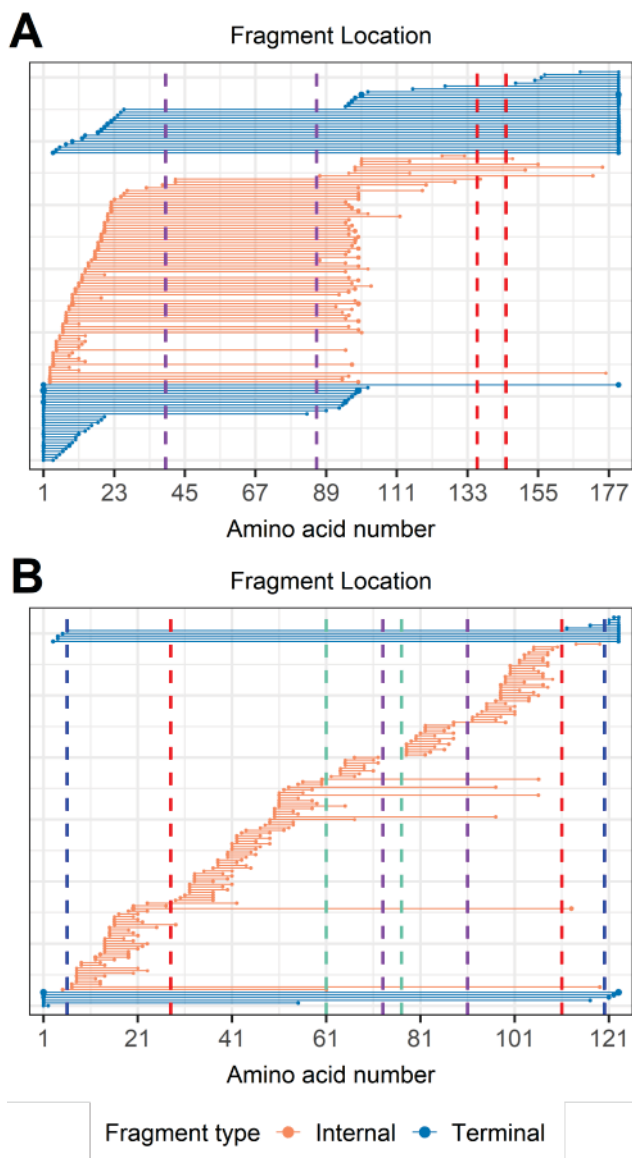 A
Fragment Location
1 23 45 67 89 111 133 155 177
Amino acid number
B
Fragment Location
1 21 41 61 81 101 121
Amino acid number
Fragment type Internal Terminal